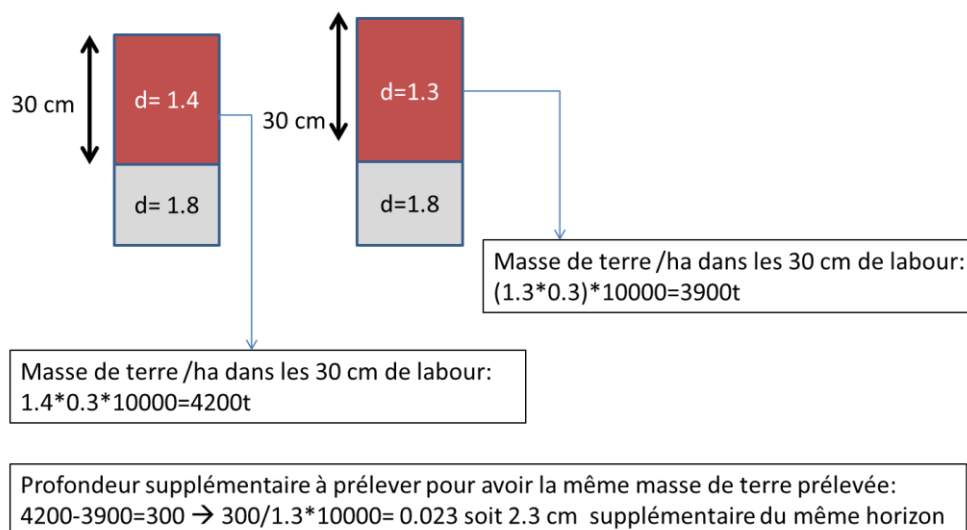 30 cm
d= 1.4
d= 1.8
30 cm
d=1.3
d=1.8
Masse de terre /ha dans les 30 cm de labour:
(1.3*0.3)*10000=3900t
Masse de terre /ha dans les 30 cm de labour:
1.4*0.3*10000=4200t
Profondeur supplémentaire à prélever pour avoir la même masse de terre prélevée:
4200-3900=300 → 300/1.3*10000= 0.023 soit 2.3 cm supplémentaire du même horizon